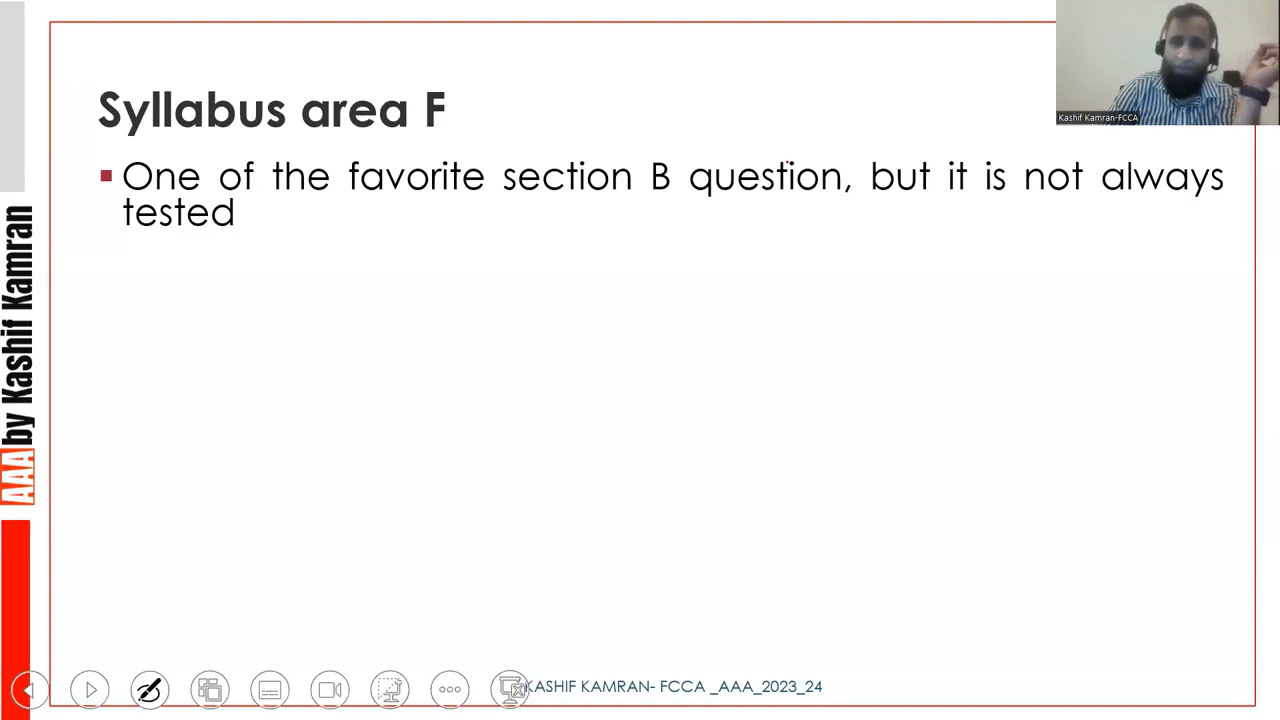 Syllabus area F
One of the favorite section B question, but it is not always
tested
AAA by Kashif Kamran
Kashif Kamran-FCCA
KASHIF KAMRAN- FCCA _AAA_2023_24